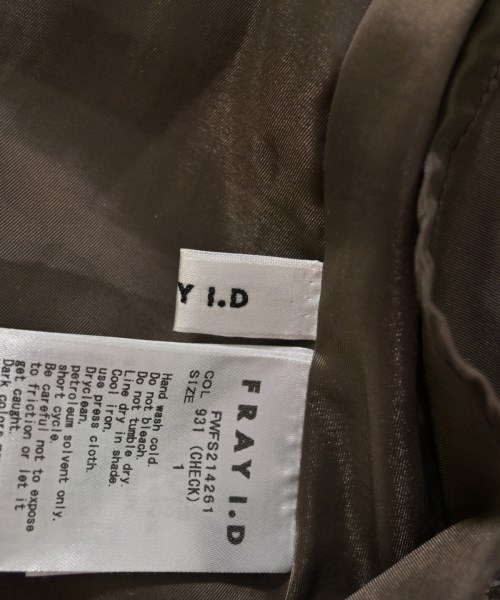 Y I.D
FRAY I.D
FWFS214261
COL 931 (CHECK)
SIZE 1
Hand wash cold.
Do not bleach.
Do not tumble dry.
Line dry in shade.
Cool iron.
use press cloth.
Dryclean,
petroleum solvent only.
short cycle.
Be careful not to expose
to friction or let it
get caught.
Dark colors